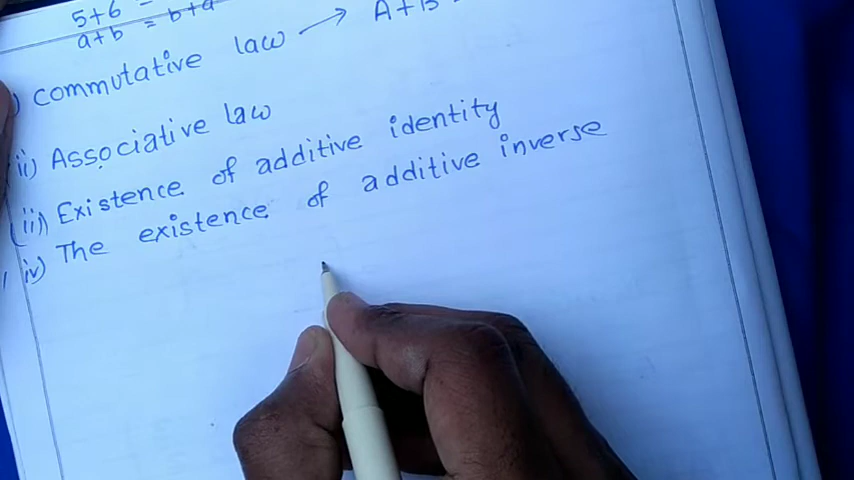 5+6 =
a+b = b+a
) commutative law → A+B
ii) Associative law
(iii) Existence of additive identity
iv) The existence of additive inverse